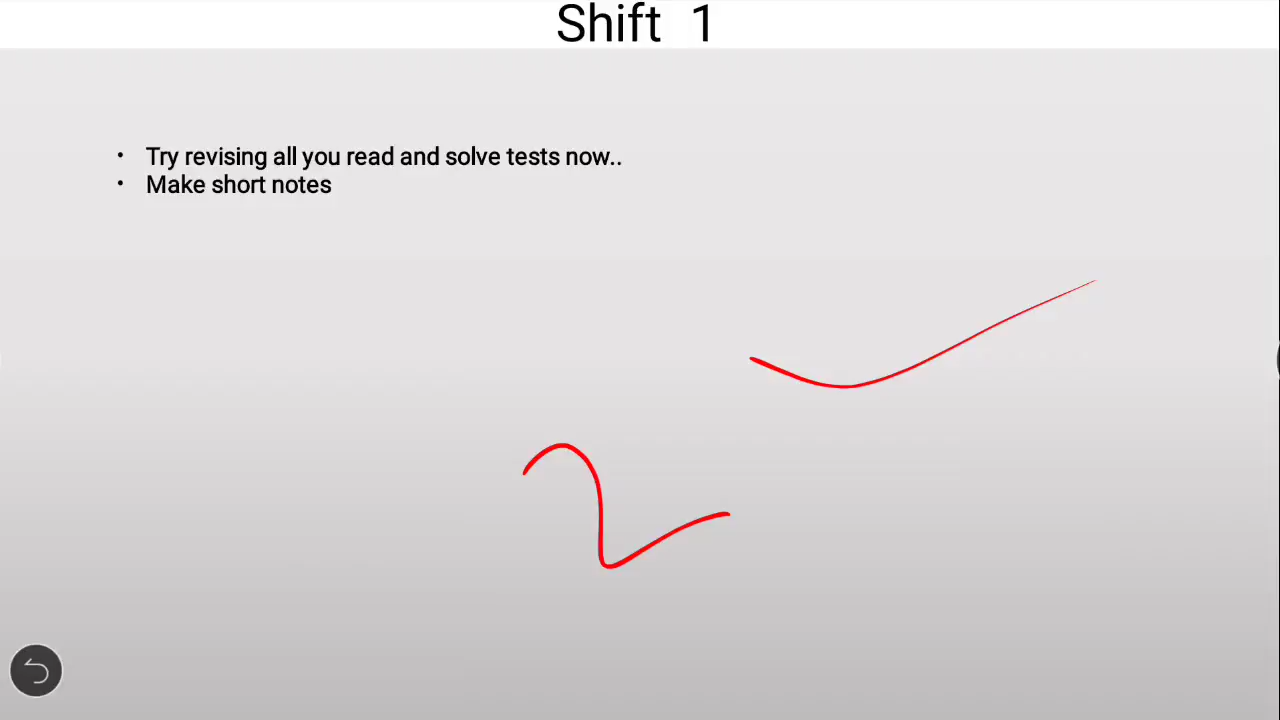 Shift 1
• Try revising all you read and solve tests now..
• Make short notes